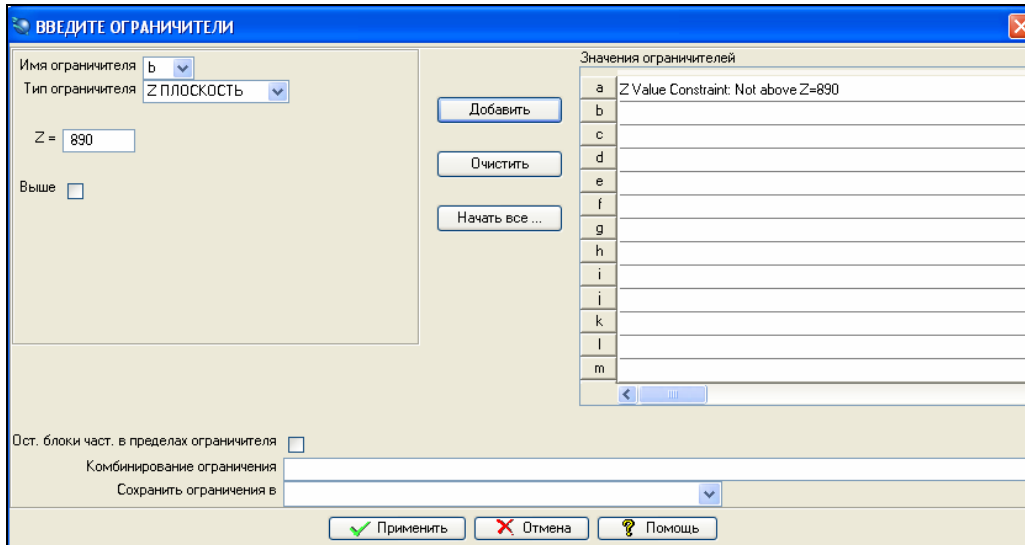 ВВЕДИТЕ ОГРАНИЧИТЕЛИ
Имя ограничителя b
Тип ограничителя Z ПЛОСКОСТЬ
Z = 890
Выше
Добавить
Очистить
Начать все ...
Значения ограничителей
a Z Value Constraint: Not above Z=890
b
c
d
e
f
g
h
i
j
k
l
m
Ост. блоки част. в пределах ограничителя
Комбинирование ограничения
Сохранить ограничения в
Применить Отмена Помощь